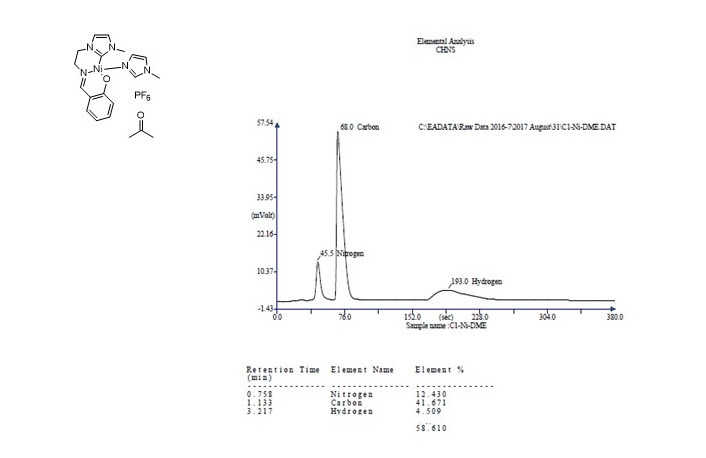 N
N
Ni
N
N
N
O
PF6
O
Elemental Analysis
CHNS
57.54
68.0 Carbon
C:\EADATA\Raw Data 2016-7\2017 August\31\C1-Ni-DME.DAT
45.75
33.95
(mVolt)
22.16
45.5 Nitrogen
10.37
193.0 Hydrogen
-1.43
0.0 76.0 152.0 (sec) 228.0 304.0 380.0
Sample name :C1-Ni-DME
Retention Time Element Name Element %
(min)
0.758 Nitrogen 12.430
1.133 Carbon 41.671
3.217 Hydrogen 4.509
58.610